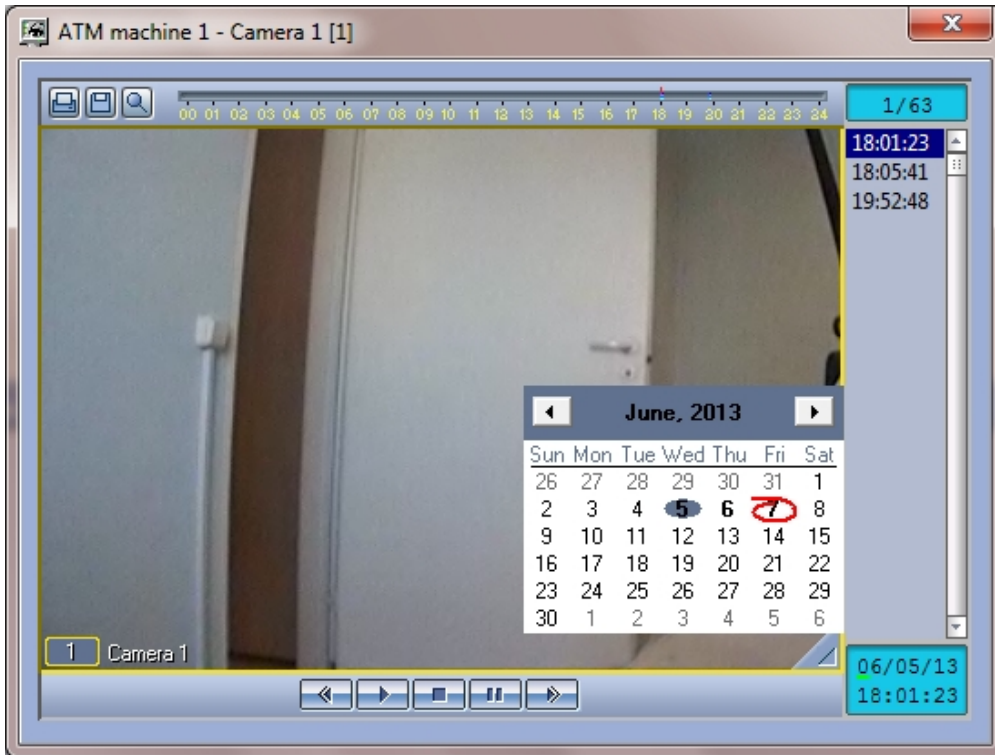 ATM machine 1 - Camera 1 [1]
00 01 02 03 04 05 06 07 08 09 10 11 12 13 14 15 16 17 18 19 20 21 22 23 24
1/63
18:01:23
18:05:41
19:52:48
June, 2013
Sun Mon Tue Wed Thu Fri Sat
26 27 28 29 30 31 1
2 3 4 5 6 7 8
9 10 11 12 13 14 15
16 17 18 19 20 21 22
23 24 25 26 27 28 29
30 1 2 3 4 5 6
1 Camera 1
06/05/13
18:01:23